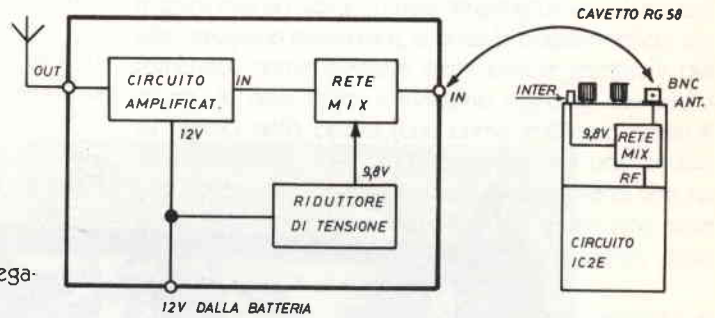 CAVETTO RG 58
OUT
CIRCUITO
AMPLIFICAT.
IN
RETE
MIX
IN
12V
9,8V
RIDUTTORE
DI TENSIONE
12V DALLA BATTERIA
INTER.
BNC
ANT.
9,8V
RETE
MIX
RF
CIRCUITO
IC2E
ega-